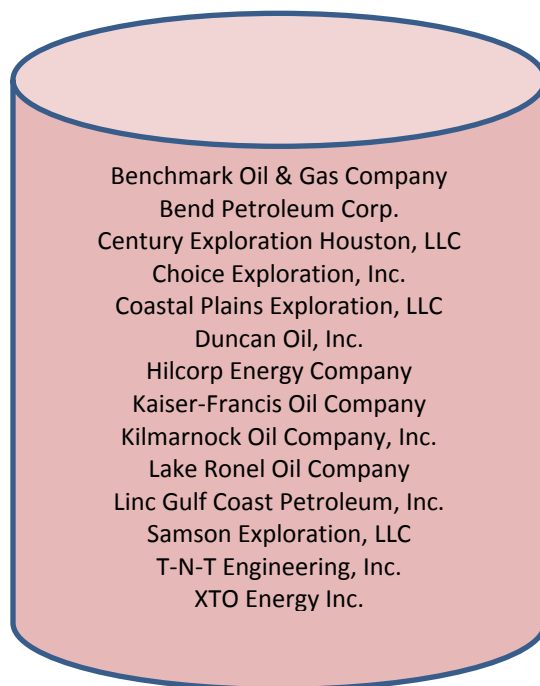 Benchmark Oil & Gas Company
Bend Petroleum Corp.
Century Exploration Houston, LLC
Choice Exploration, Inc.
Coastal Plains Exploration, LLC
Duncan Oil, Inc.
Hilcorp Energy Company
Kaiser-Francis Oil Company
Kilmarnock Oil Company, Inc.
Lake Ronel Oil Company
Linc Gulf Coast Petroleum, Inc.
Samson Exploration, LLC
T-N-T Engineering, Inc.
XTO Energy Inc.